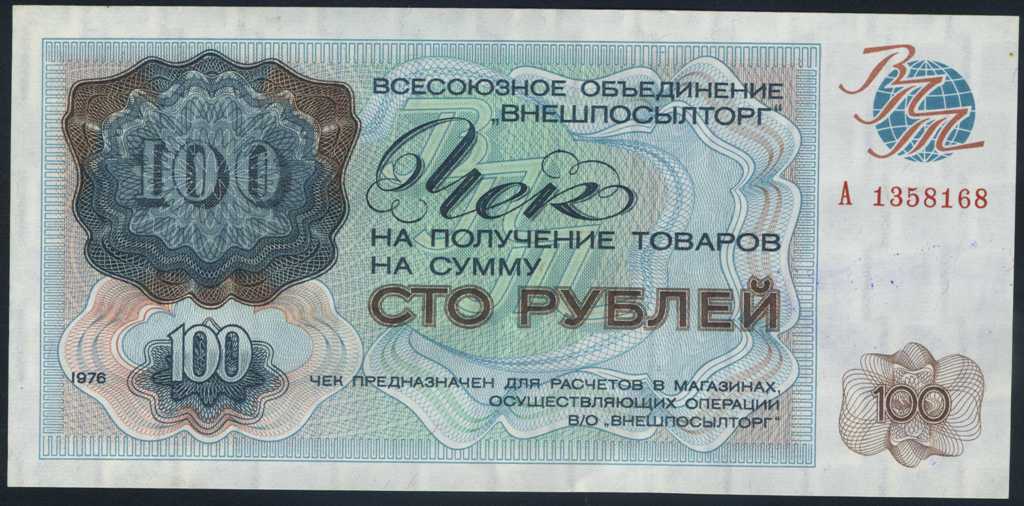 ВСЕСОЮЗНОЕ ОБЪЕДИНЕНИЕ
„ВНЕШПОСЫЛТОРГ"
ВПТ
100
Чек
А 1358168
НА ПОЛУЧЕНИЕ ТОВАРОВ
НА СУММУ
СТО РУБЛЕЙ
100
1976
ЧЕК ПРЕДНАЗНАЧЕН ДЛЯ РАСЧЕТОВ В МАГАЗИНАХ,
ОСУЩЕСТВЛЯЮЩИХ ОПЕРАЦИИ
В/О „ВНЕШПОСЫЛТОРГ"
100